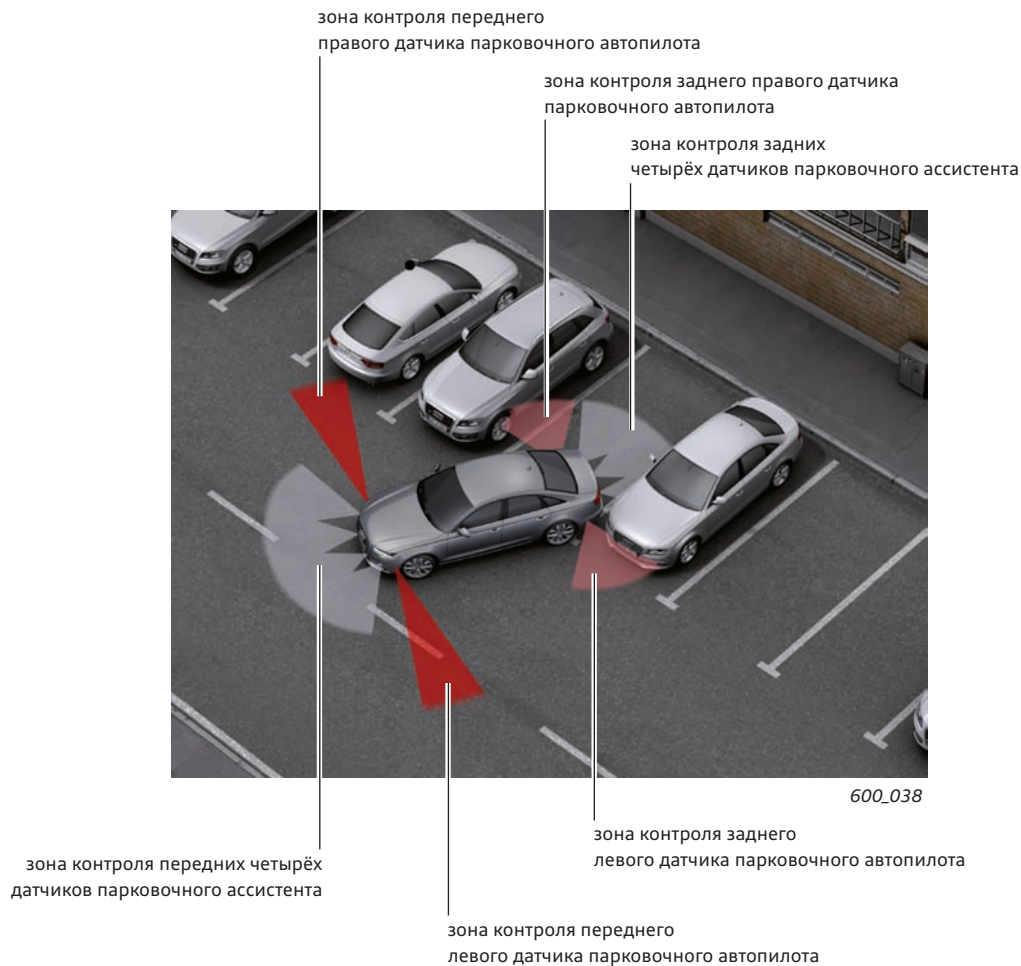 зона контроля переднего
правого датчика парковочного автопилота
зона контроля заднего правого датчика
парковочного автопилота
зона контроля задних
четырёх датчиков парковочного ассистента
600_038
зона контроля заднего
левого датчика парковочного автопилота
зона контроля передних четырёх
датчиков парковочного ассистента
зона контроля переднего
левого датчика парковочного автопилота